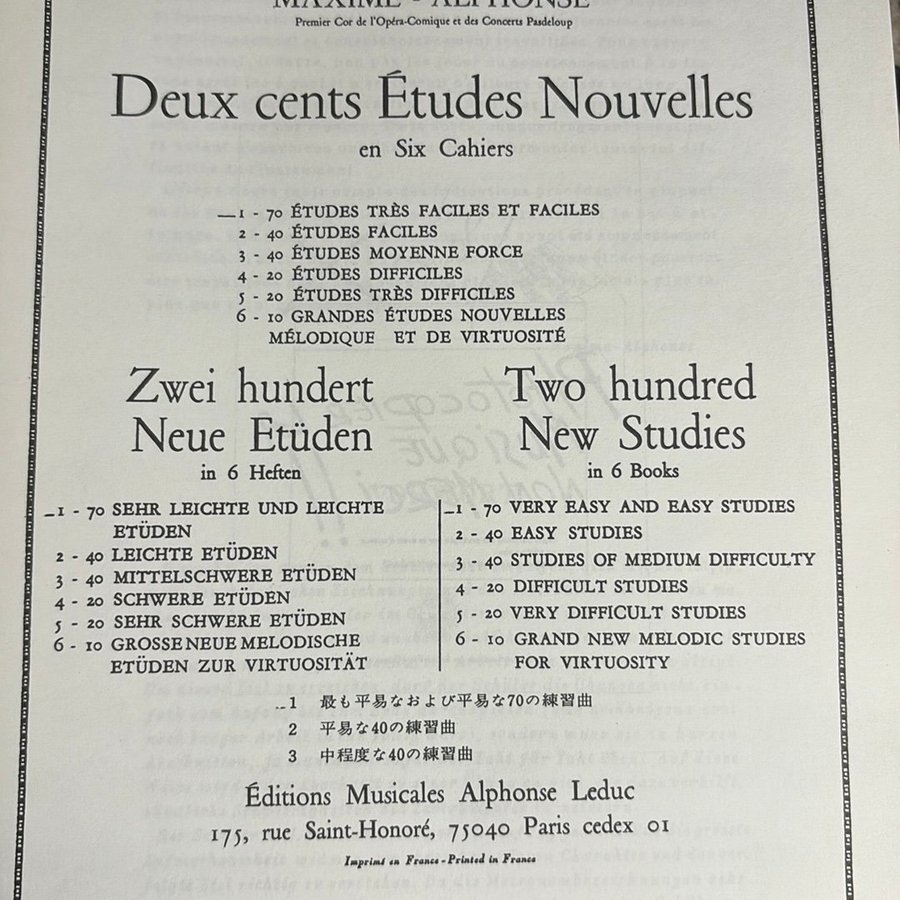 MAXIME - ALPHONSE
Premier Cor de l'Opéra-Comique et des Concerts Pasdeloup
Deux cents Études Nouvelles
en Six Cahiers
1 - 70 ÉTUDES TRÈS FACILES ET FACILES
2 - 40 ÉTUDES FACILES
3 - 40 ÉTUDES MOYENNE FORCE
4 - 20 ÉTUDES DIFFICILES
5 - 20 ÉTUDES TRÈS DIFFICILES
6 - 10 GRANDES ÉTUDES NOUVELLES
MÉLODIQUE ET DE VIRTUOSITÉ
Zwei hundert
Neue Etüden
in 6 Heften
1 - 70 SEHR LEICHTE UND LEICHTE
ETÜDEN
2 - 40 LEICHTE ETÜDEN
3 - 40 MITTELSCHWERE ETÜDEN
4 - 20 SCHWERE ETÜDEN
5 - 20 SEHR SCHWERE ETÜDEN
6 - 10 GROSSE NEUE MELODISCHE
ETÜDEN ZUR VIRTUOSITÄT
Two hundred
New Studies
in 6 Books
1 - 70 VERY EASY AND EASY STUDIES
2 - 40 EASY STUDIES
3 - 40 STUDIES OF MEDIUM DIFFICULTY
4 - 20 DIFFICULT STUDIES
5 - 20 VERY DIFFICULT STUDIES
6 - 10 GRAND NEW MELODIC STUDIES
FOR VIRTUOSITY
1 最も平易なおよび平易な70の練習曲
2 平易な40の練習曲
3 中程度な40の練習曲
Éditions Musicales Alphonse Leduc
175, rue Saint-Honoré, 75040 Paris cedex 01
Imprimé en France - Printed in France